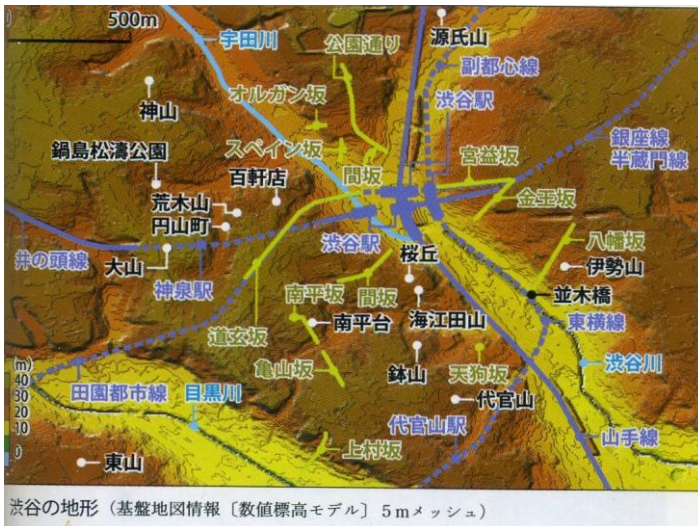 500m
宇田川
公園通り
源氏山
副都心線
渋谷駅
神山
オルガン坂
銀座線
半蔵門線
鍋島松濤公園
スペイン坂
宮益坂
百軒店
間坂
金王坂
荒木山
円山町
八幡坂
渋谷駅
桜丘
伊勢山
井の頭線
大山
神泉駅
南平坂
間坂
並木橋
道玄坂
南平台
海江田山
東横線
亀山坂
鉢山
天狗坂
渋谷川
(m)
40
30
20
10
0
田園都市線
目黒川
代官山
代官山駅
山手線
上村坂
東山
渋谷の地形(基盤地図情報〔数値標高モデル〕5mメッシュ)